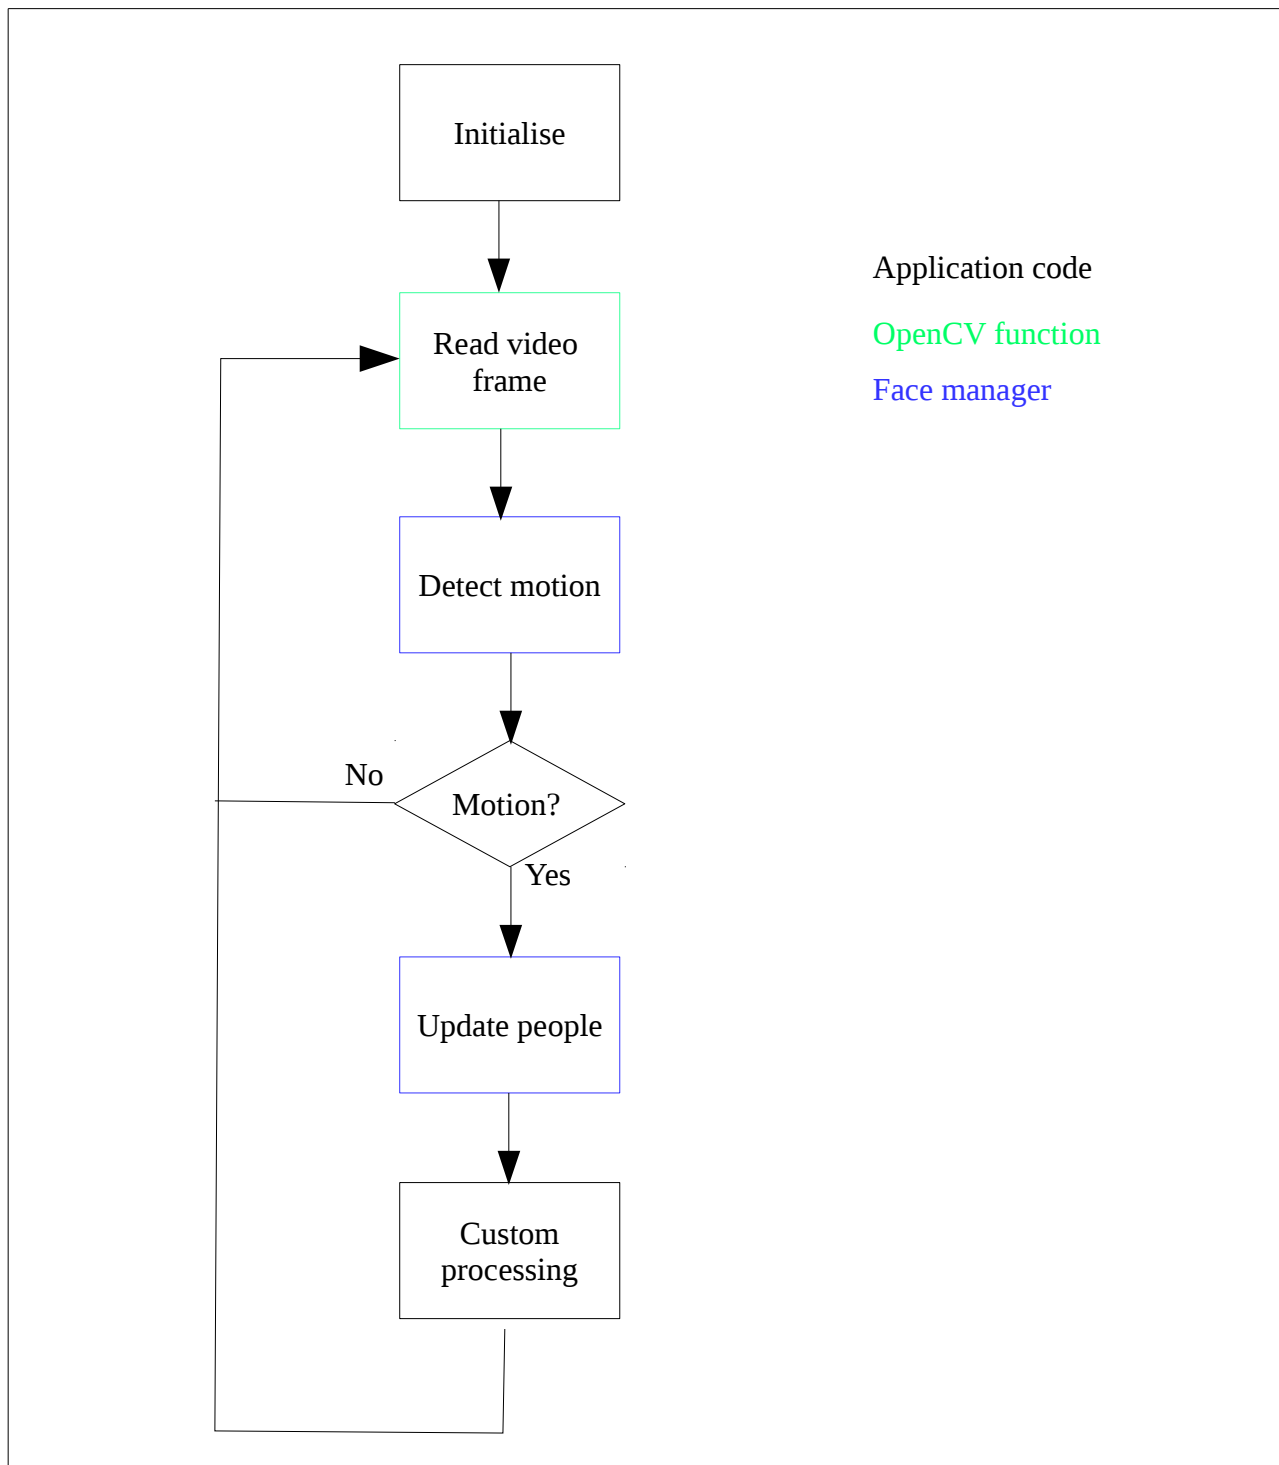 Initialise
Application code
OpenCV function
Read video
frame
Face manager
Detect motion
No
Motion?
Yes
Update people
Custom
processing